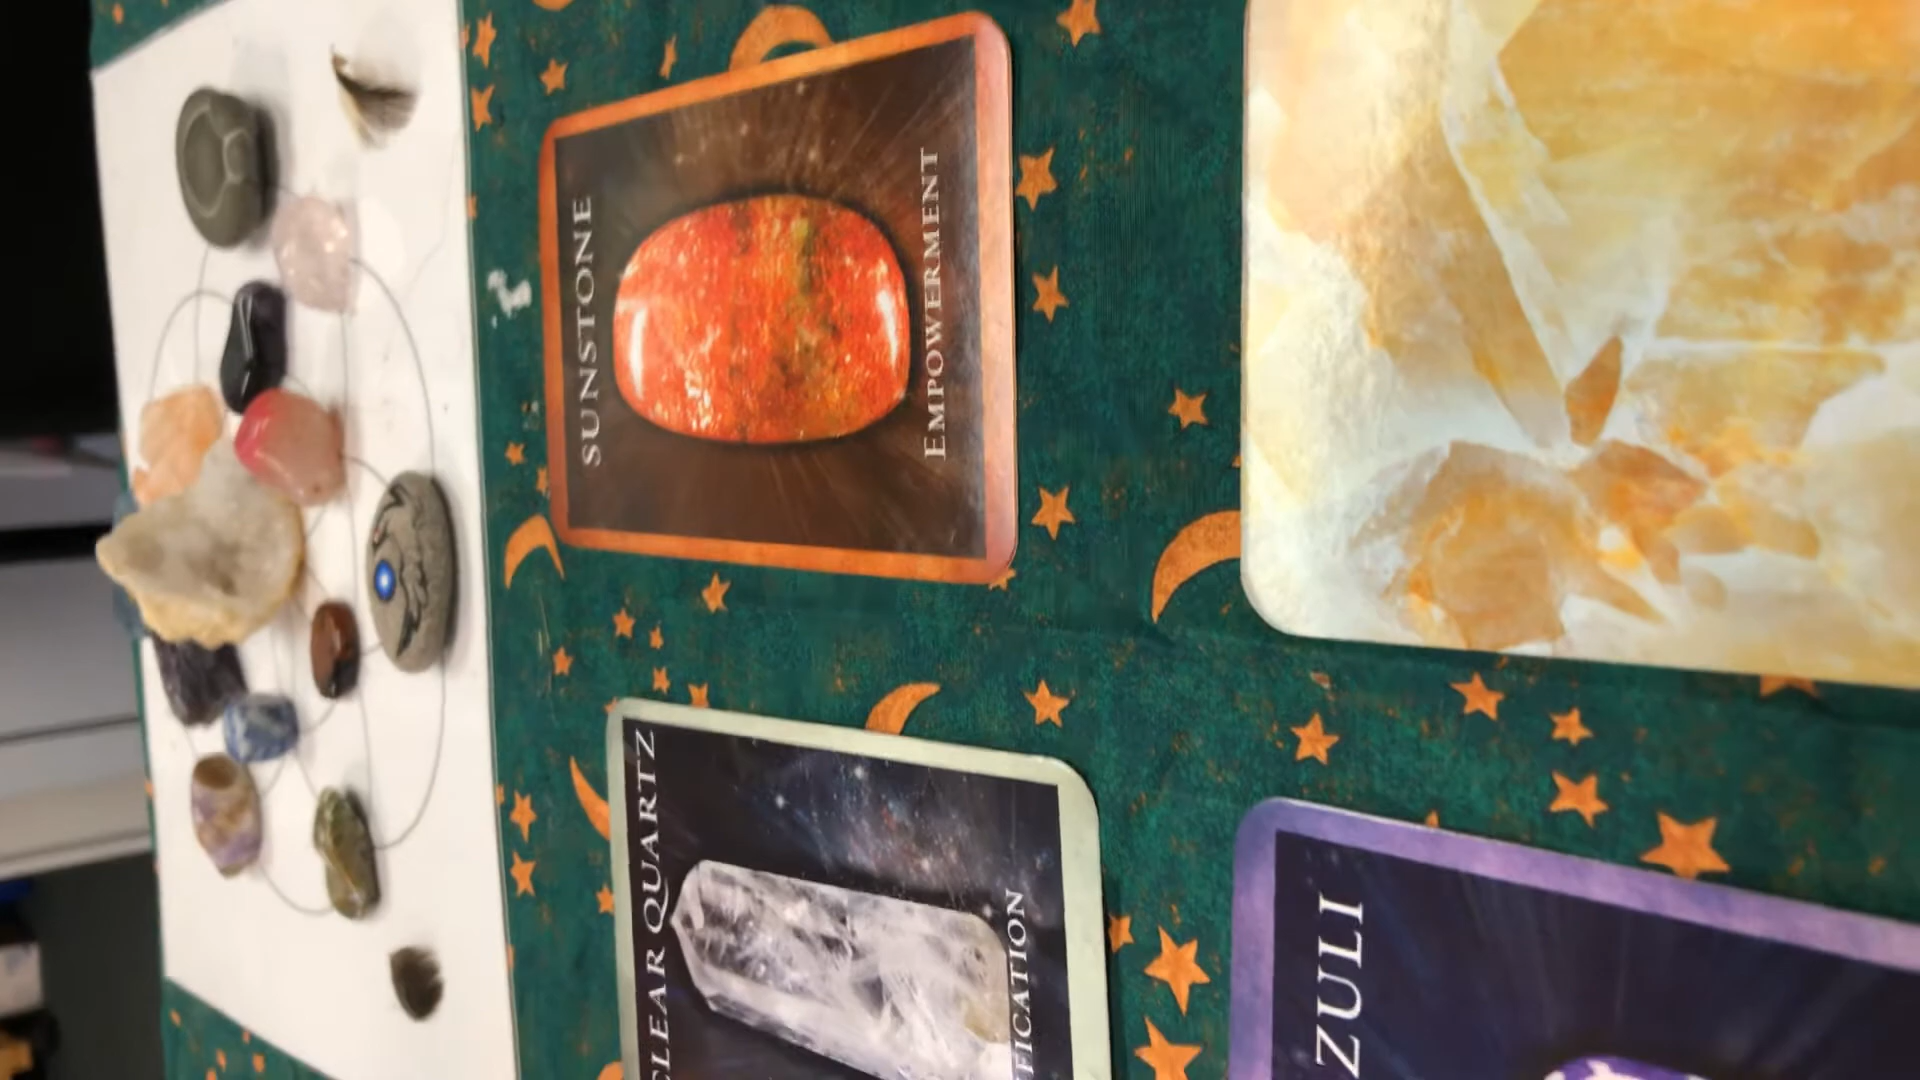 SUNSTONE
EMPOWERMENT
CLEAR QUARTZ
FICATION
ZULI